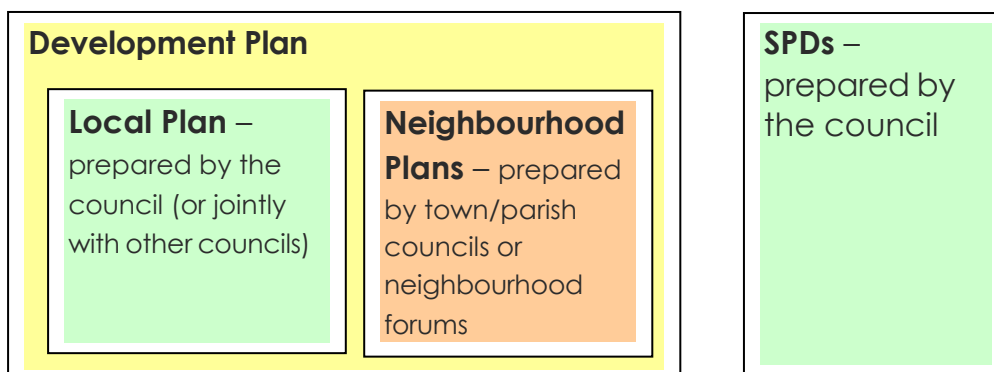 Development Plan
Local Plan –
prepared by the
council (or jointly
with other councils)
Neighbourhood
Plans – prepared
by town/parish
councils or
neighbourhood
forums
SPDs –
prepared by
the council